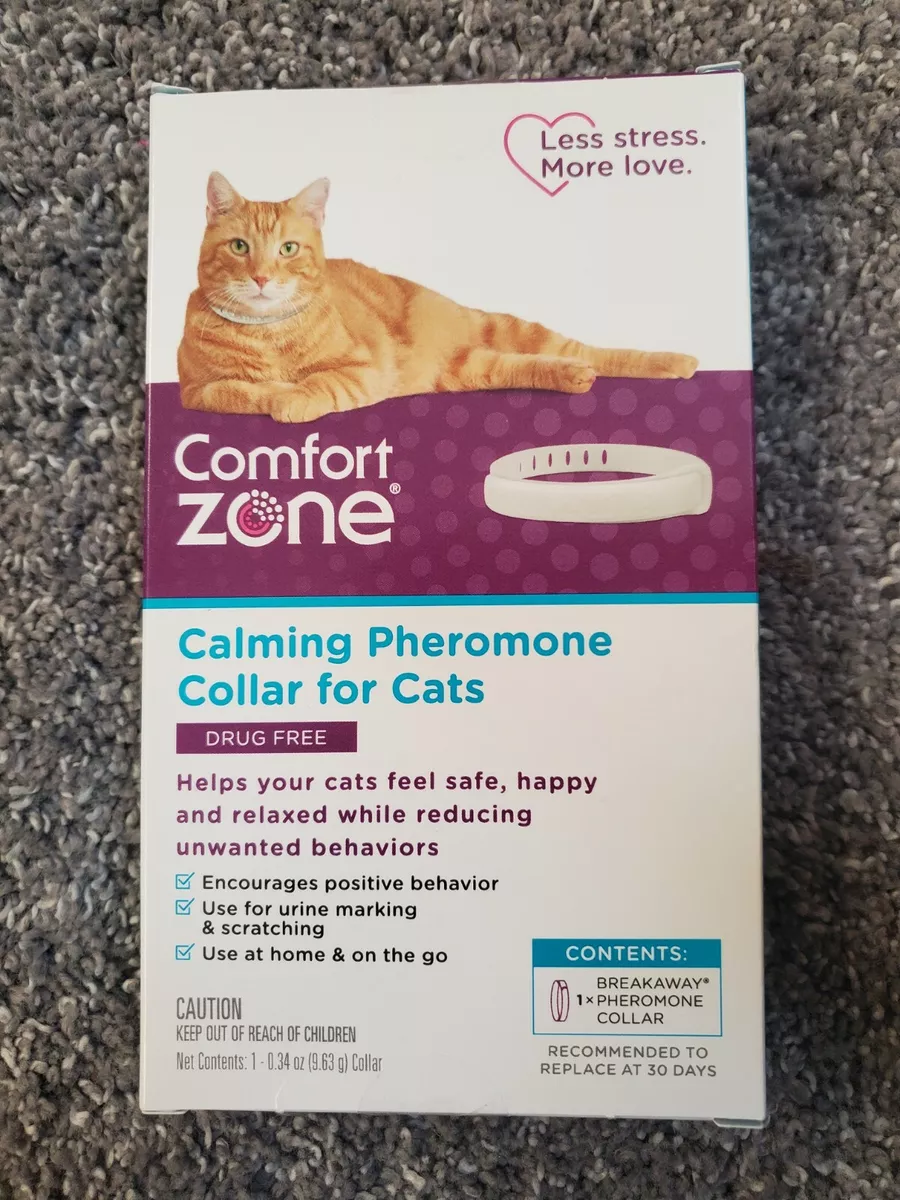 Less stress.
More love.
Comfort
zone®
Calming Pheromone
Collar for Cats
DRUG FREE
Helps your cats feel safe, happy
and relaxed while reducing
unwanted behaviors
Encourages positive behavior
Use for urine marking
& scratching
Use at home & on the go
CAUTION
KEEP OUT OF REACH OF CHILDREN
Net Contents: 1 - 0.34 oz (9.63 g) Collar
CONTENTS:
BREAKAWAY®
1× PHEROMONE
COLLAR
RECOMMENDED TO
REPLACE AT 30 DAYS